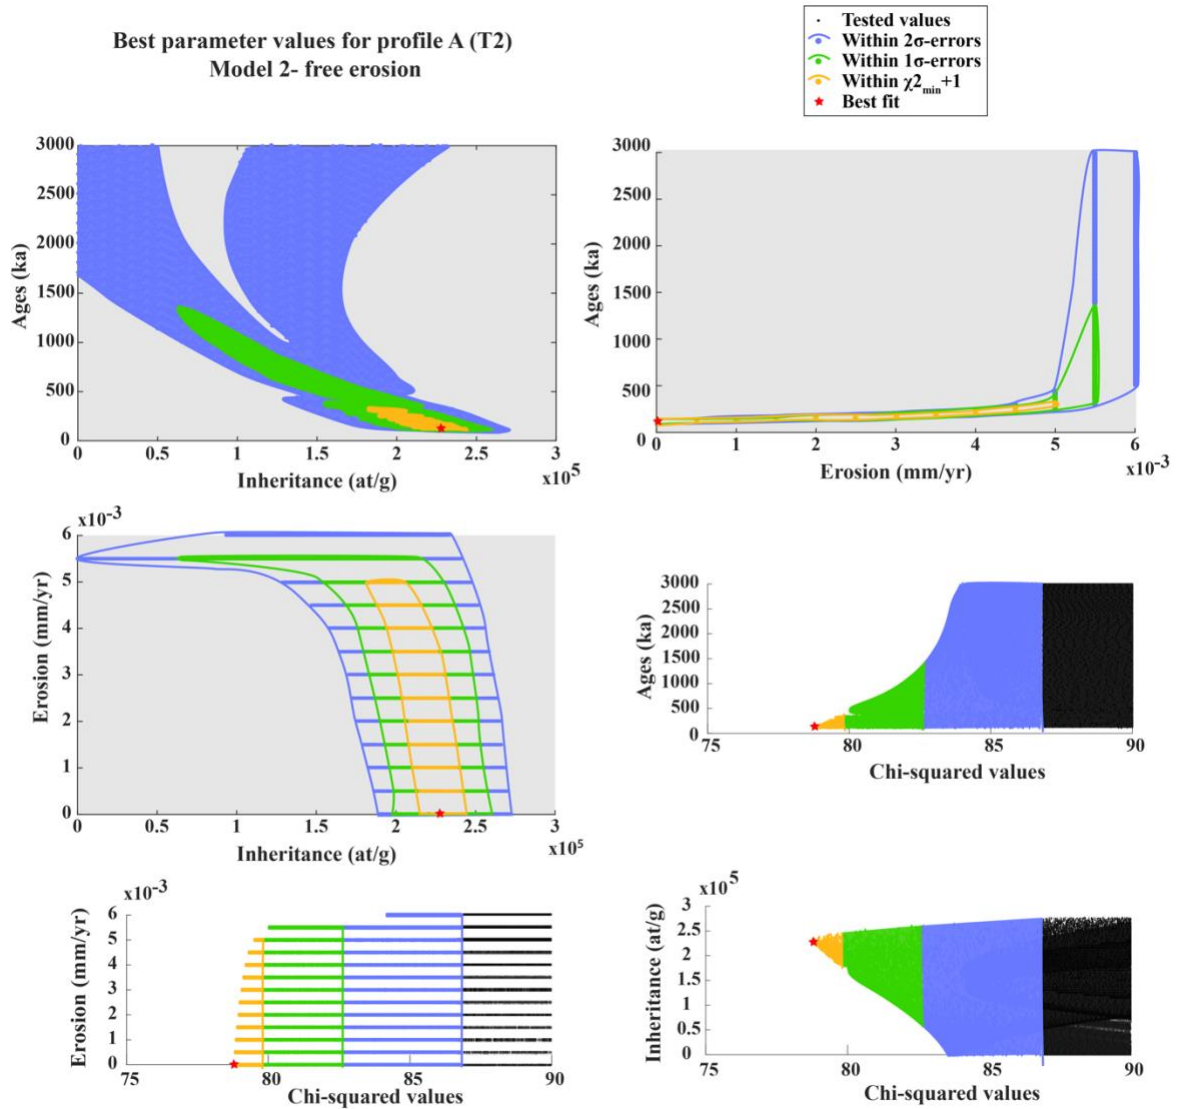 Best parameter values for profile A (T2)
Model 2- free erosion
Tested values
Within 2σ-errors
Within 1σ-errors
Within χ2min+1
Best fit
3000
2500
2000
1500
1000
500
0
Ages (ka)
0 0.5 1 1.5 2 2.5 3
Inheritance (at/g)
x10⁵
3000
2500
2000
1500
1000
500
0
Ages (ka)
0 1 2 3 4 5 6
Erosion (mm/yr)
x10⁻³
x10⁻³
6
5
4
3
2
1
0
Erosion (mm/yr)
0 0.5 1 1.5 2 2.5 3
Inheritance (at/g)
x10⁵
3000
2500
2000
1500
1000
500
0
Ages (ka)
75 80 85 90
Chi-squared values
x10⁻³
6
5
4
3
2
1
0
Erosion (mm/yr)
75 80 85 90
Chi-squared values
x10⁵
3
2.5
2
1.5
1
0.5
0
Inheritance (at/g)
75 80 85 90
Chi-squared values